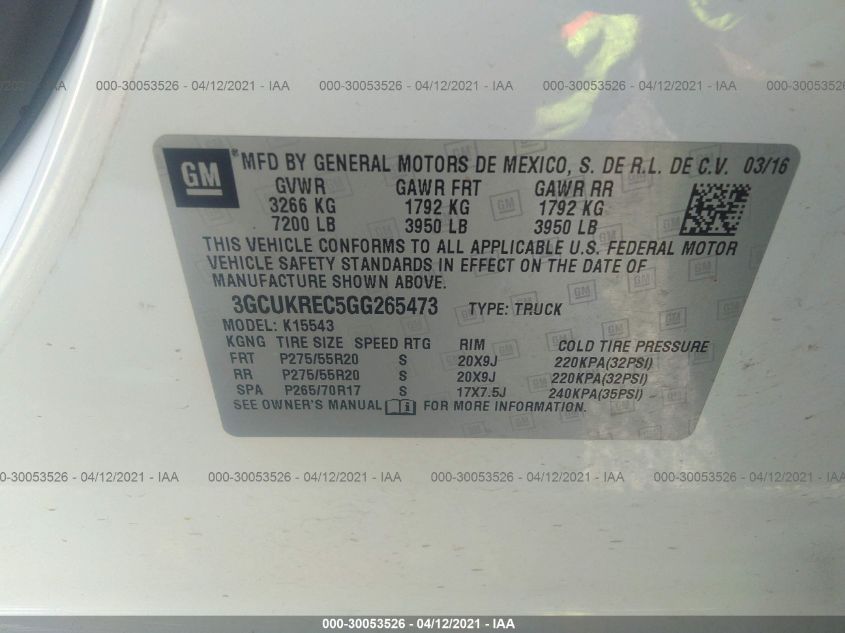 000-30053526 - 04/12/2021 - IAA 000-30053526 - 04/12/2021 - IAA 000-30053526 - 04/12/2021 - IAA
GM ® MFD BY GENERAL MOTORS DE MEXICO, S. DE R.L. DE C.V. 03/16
GVWR GAWR FRT GAWR RR
3266 KG 1792 KG 1792 KG
7200 LB 3950 LB 3950 LB
THIS VEHICLE CONFORMS TO ALL APPLICABLE U.S. FEDERAL MOTOR
VEHICLE SAFETY STANDARDS IN EFFECT ON THE DATE OF
MANUFACTURE SHOWN ABOVE.
3GCUKREC5GG265473 TYPE: TRUCK
MODEL: K15543
KGNG TIRE SIZE SPEED RTG RIM COLD TIRE PRESSURE
FRT P275/55R20 S 20X9J 220KPA(32PSI)
RR P275/55R20 S 20X9J 220KPA(32PSI)
SPA P265/70R17 S 17X7.5J 240KPA(35PSI)
SEE OWNER'S MANUAL FOR MORE INFORMATION.
000-30053526 - 04/12/2021 - IAA 000-30053526 - 04/12/2021 - IAA 000-30053526 - 04/12/2021 - IAA
000-30053526 - 04/12/2021 - IAA